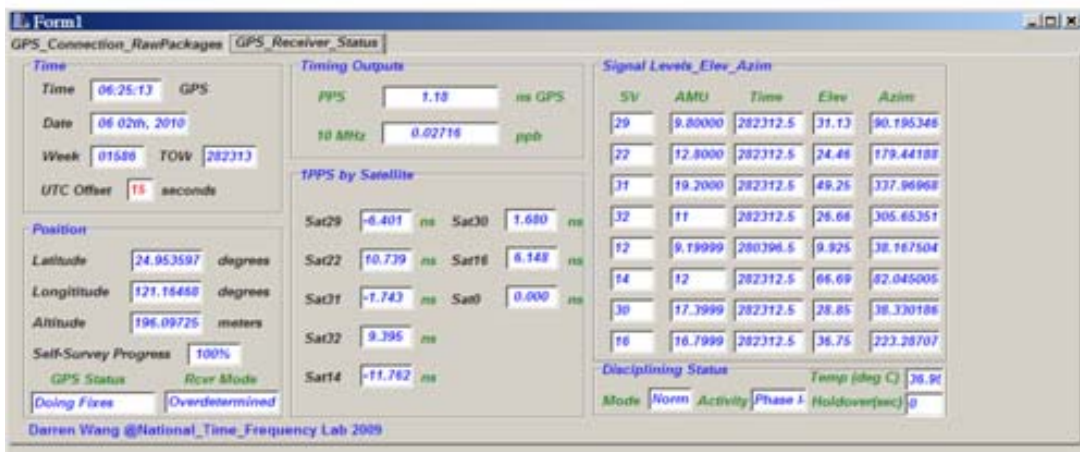 Form1
GPS_Connection_RawPackages GPS_Receiver_Status
Time
Time 06:25:13 GPS
Date 06 02th, 2010
Week 01586 TOW 282313
UTC Offset 15 seconds
Position
Latitude 24.953597 degrees
Longititude 121.16468 degrees
Altitude 196.09725 meters
Self-Survey Progress 100%
GPS Status Rcvr Mode
Doing Fixes Overdetermined
Timing Outputs
PPS 1.18 ns GPS
10 MHz 0.02716 ppb
1PPS by Satellite
Sat29 -6.401 ns Sat30 1.680 ns
Sat22 10.739 ns Sat16 6.148 ns
Sat31 -1.743 ns Sat0 0.000 ns
Sat32 9.395 ns
Sat14 -11.762 ns
Signal Levels_Elev_Azim
SV AMU Time Elev Azim
29 9.80000 282312.5 31.13 90.195346
22 12.8000 282312.5 24.46 179.44188
31 19.2000 282312.5 49.25 337.96968
32 11 282312.5 26.66 305.65351
12 9.19999 280396.5 9.925 38.167504
14 12 282312.5 66.69 82.045005
30 17.3999 282312.5 28.85 38.330186
16 16.7999 282312.5 36.75 223.28707
Disciplining Status
Temp (deg C) 36.9
Mode Norm Activity Phase Holdover(sec) 0
Darren Wang @National_Time_Frequency Lab 2009